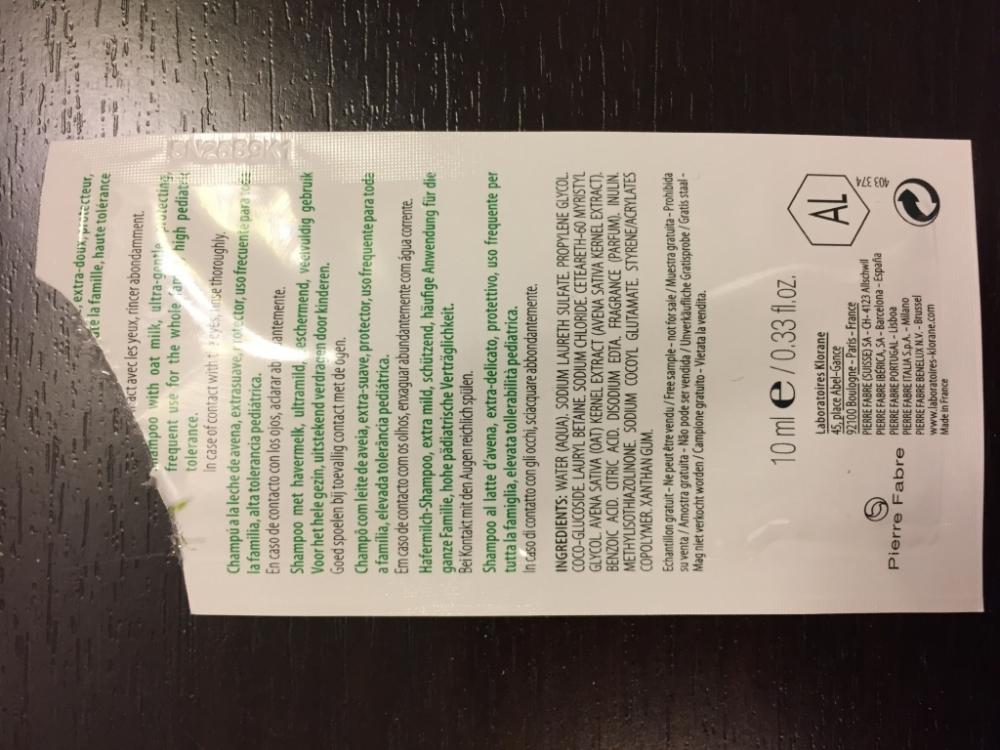 extra-doux, protecteur,
la famille, haute tolérance
avec les yeux, rincer abondamment.
shampoo with oat milk, ultra-gentle, protecting,
frequent use for the whole high pediatric
tolerance.
In case of contact with eyes, rinse thoroughly.
Champú a la leche de avena, extrasuave, protector, uso frecuente para toda
la familia, alta tolerancia pediátrica.
En caso de contacto con los ojos, aclarar
Shampoo met havermelk, ultramild, beschermend, veelvuldig gebruik
Voor het hele gezin, uitstekend verdragen door kinderen.
Goed spoelen bij toevallig contact met de ogen.
Champô com leite de aveia, extra-suave, protector, uso frequente para toda
a família, elevada tolerância pediátrica.
Em caso de contacto com os olhos, enxaguar abundantemente com água corrente.
Hafermilch-Shampoo, extra mild, schützend, häufige Anwendung für die
ganze Familie, hohe pädiatrische Verträglichkeit.
Bei Kontakt mit den Augen reichlich spülen.
Shampoo al latte d'avena, extra-delicato, protettivo, uso frequente per
tutta la famiglia, elevata tollerabilità pediatrica.
In caso di contatto con gli occhi, sciacquare abbondantemente.
INGREDIENTS: WATER (AQUA). SODIUM LAURETH SULFATE. PROPYLENE GLYCOL.
COCO-GLUCOSIDE. LAURYL BETAINE. SODIUM CHLORIDE. CETEARETH-60 MYRISTYL
GLYCOL. AVENA SATIVA (OAT) KERNEL EXTRACT (AVENA SATIVA KERNEL EXTRACT).
BENZOIC ACID. CITRIC ACID. DISODIUM EDTA. FRAGRANCE (PARFUM). INULIN.
METHYLISOTHIAZOLINONE. SODIUM COCOYL GLUTAMATE. STYRENE/ACRYLATES
COPOLYMER. XANTHAN GUM.
Echantillon gratuit - Ne peut être vendu / Free sample - not for sale / Muestra gratuita - Prohibida
su venta / Amostra gratuita - Não pode ser vendida / Unverkäufliche Gratisprobe / Gratis staal -
Mag niet verkocht worden / Campione gratuito - Vietata la vendita.
10 ml e / 0.33 fl.oz.
Laboratoires Klorane
45, place Abel-Gance
92100 Boulogne - Paris - France
PIERRE FABRE (SUISSE) SA - CH- 4123 Allschwil
PIERRE FABRE IBERICA, SA - Barcelona - España
PIERRE FABRE PORTUGAL - Lisboa
PIERRE FABRE ITALIA S.p.A. - Milano
PIERRE FABRE BENELUX N.V. - Brussel
www.laboratoires-klorane.com
Made in France
Pierre Fabre
AL
403 374